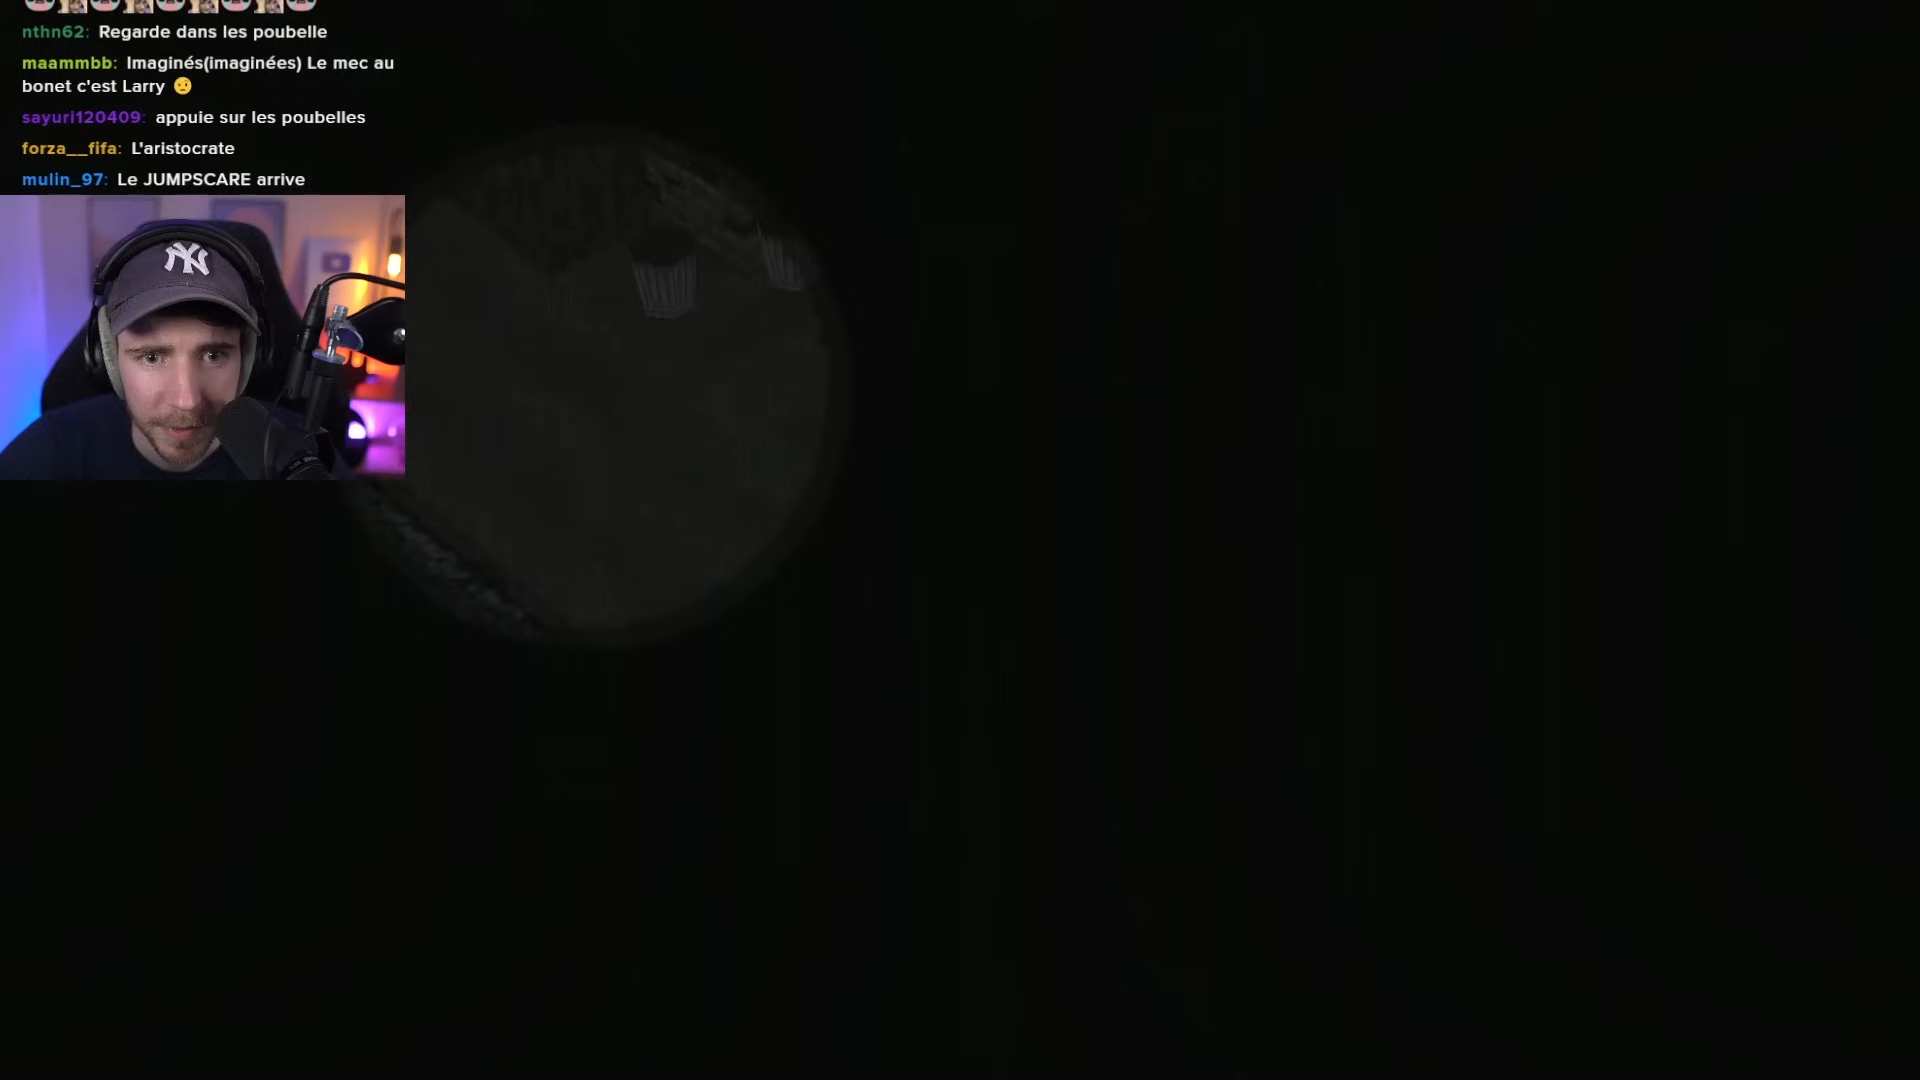 nthn62: Regarde dans les poubelle
maammbb: Imaginés(imaginées) Le mec au
bonet c'est Larry 🤨
sayuri120409: appuie sur les poubelles
forza__fifa: L'aristocrate
mulin_97: Le JUMPSCARE arrive
NY